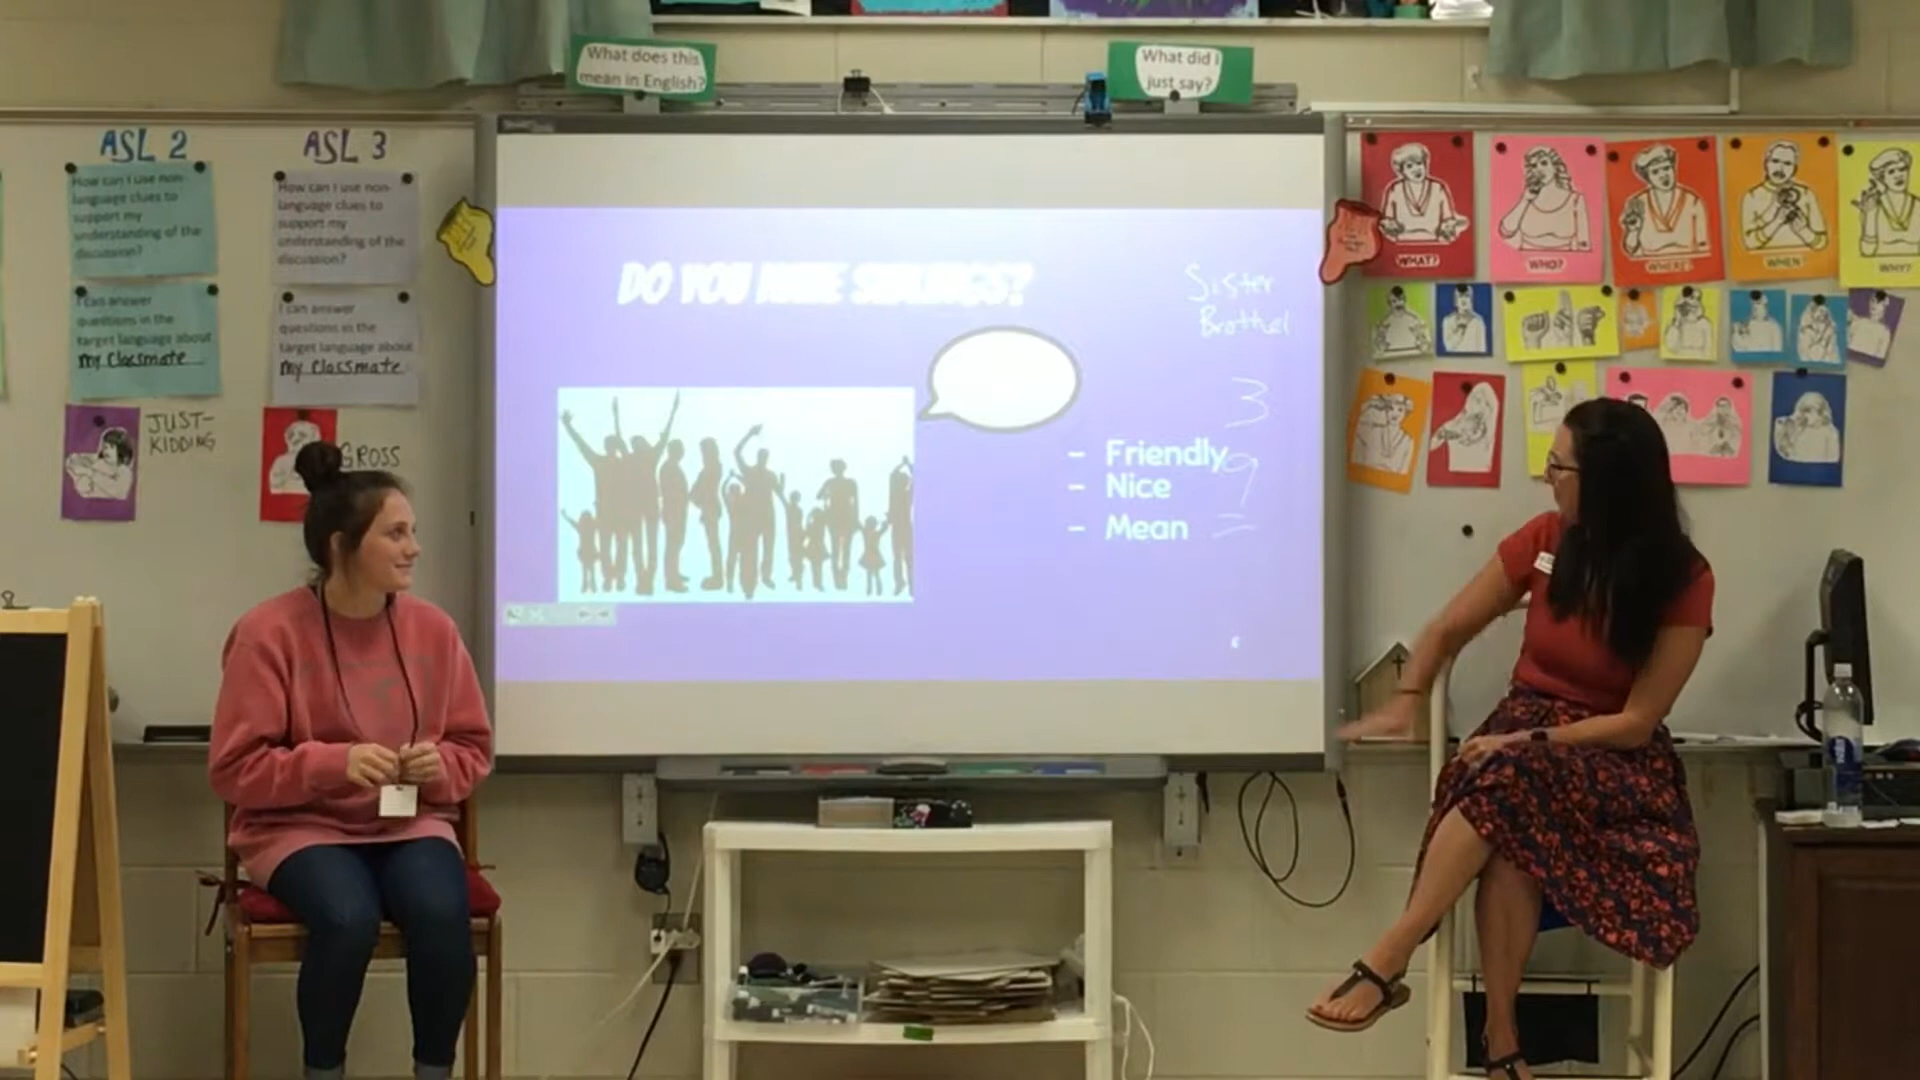 What does this
mean in English?
What did I
just say?
ASL 2
How can I use non-
language clues to
support my
understanding of the
discussion?
I can answer
questions in the
target language about
my classmate
JUST-
KIDDING
ASL 3
How can I use non-
language clues to
support my
understanding of the
discussion?
I can answer
questions in the
target language about
my classmate
GROSS
DO YOU HAVE SIBLINGS?
Sister
Brothel
3
9
=
- Friendly
- Nice
- Mean
WHAT?
WHO?
WHERE?
WHEN?
WHY?